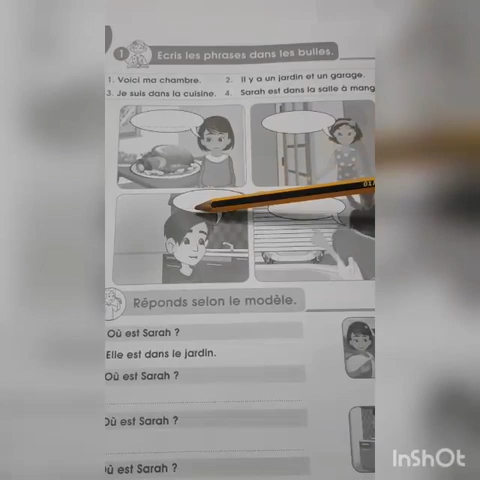 1 Ecris les phrases dans les bulles.
1. Voici ma chambre. 2. Il y a un jardin et un garage.
3. Je suis dans la cuisine. 4. Sarah est dans la salle à mang
Réponds selon le modèle.
Où est Sarah ?
Elle est dans le jardin.
Où est Sarah ?
Où est Sarah ?
Où est Sarah ?
InShOt